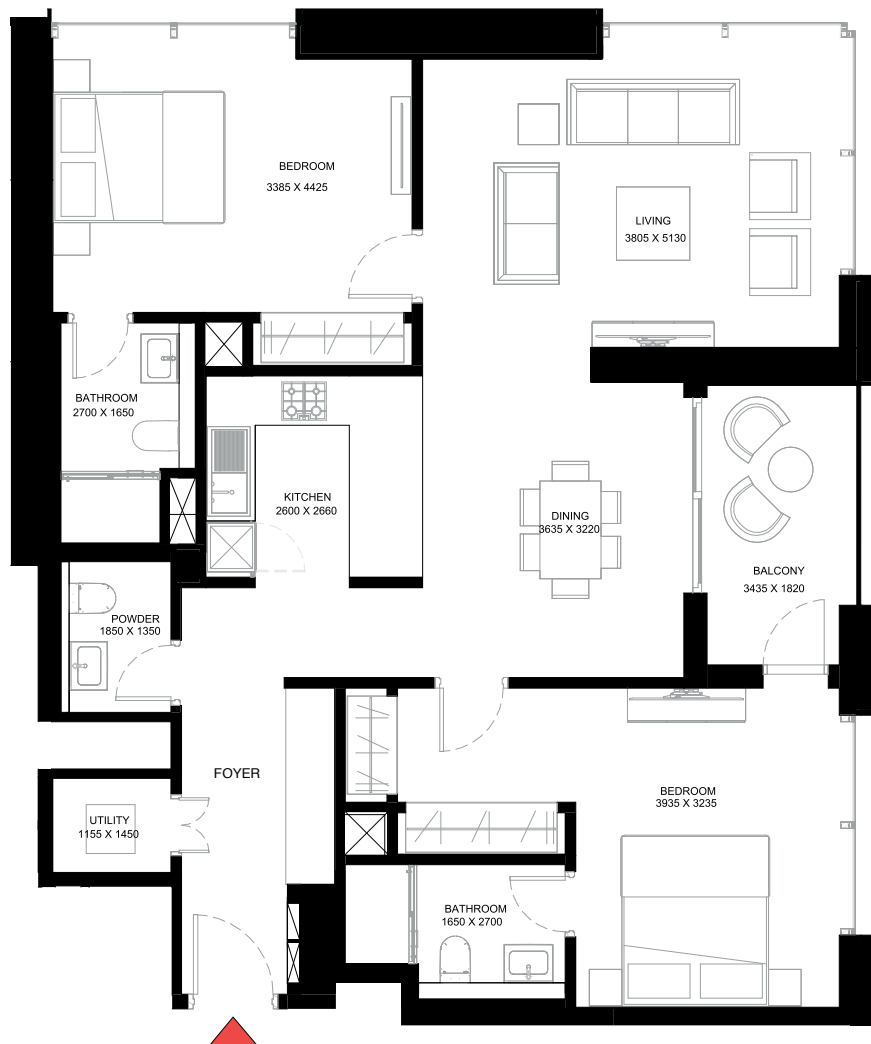 BEDROOM
3385 X 4425
LIVING
3805 X 5130
BATHROOM
2700 X 1650
KITCHEN
2600 X 2660
DINING
3635 X 3220
BALCONY
3435 X 1820
POWDER
1850 X 1350
FOYER
UTILITY
1155 X 1450
BEDROOM
3935 X 3235
BATHROOM
1650 X 2700